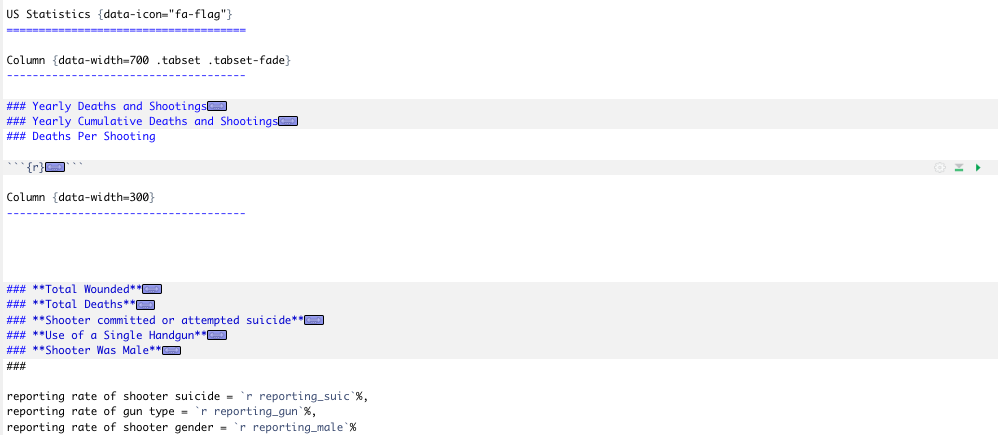 US Statistics {data-icon="fa-flag"}
=====================================
Column {data-width=700 .tabset .tabset-fade}
-------------------------------------
### Yearly Deaths and Shootings
### Yearly Cumulative Deaths and Shootings
### Deaths Per Shooting
```{r}```
Column {data-width=300}
-------------------------------------
### **Total Wounded**
### **Total Deaths**
### **Shooter committed or attempted suicide**
### **Use of a Single Handgun**
### **Shooter Was Male**
###
reporting rate of shooter suicide = `r reporting_suic`%,
reporting rate of gun type = `r reporting_gun`%,
reporting rate of shooter gender = `r reporting_male`%